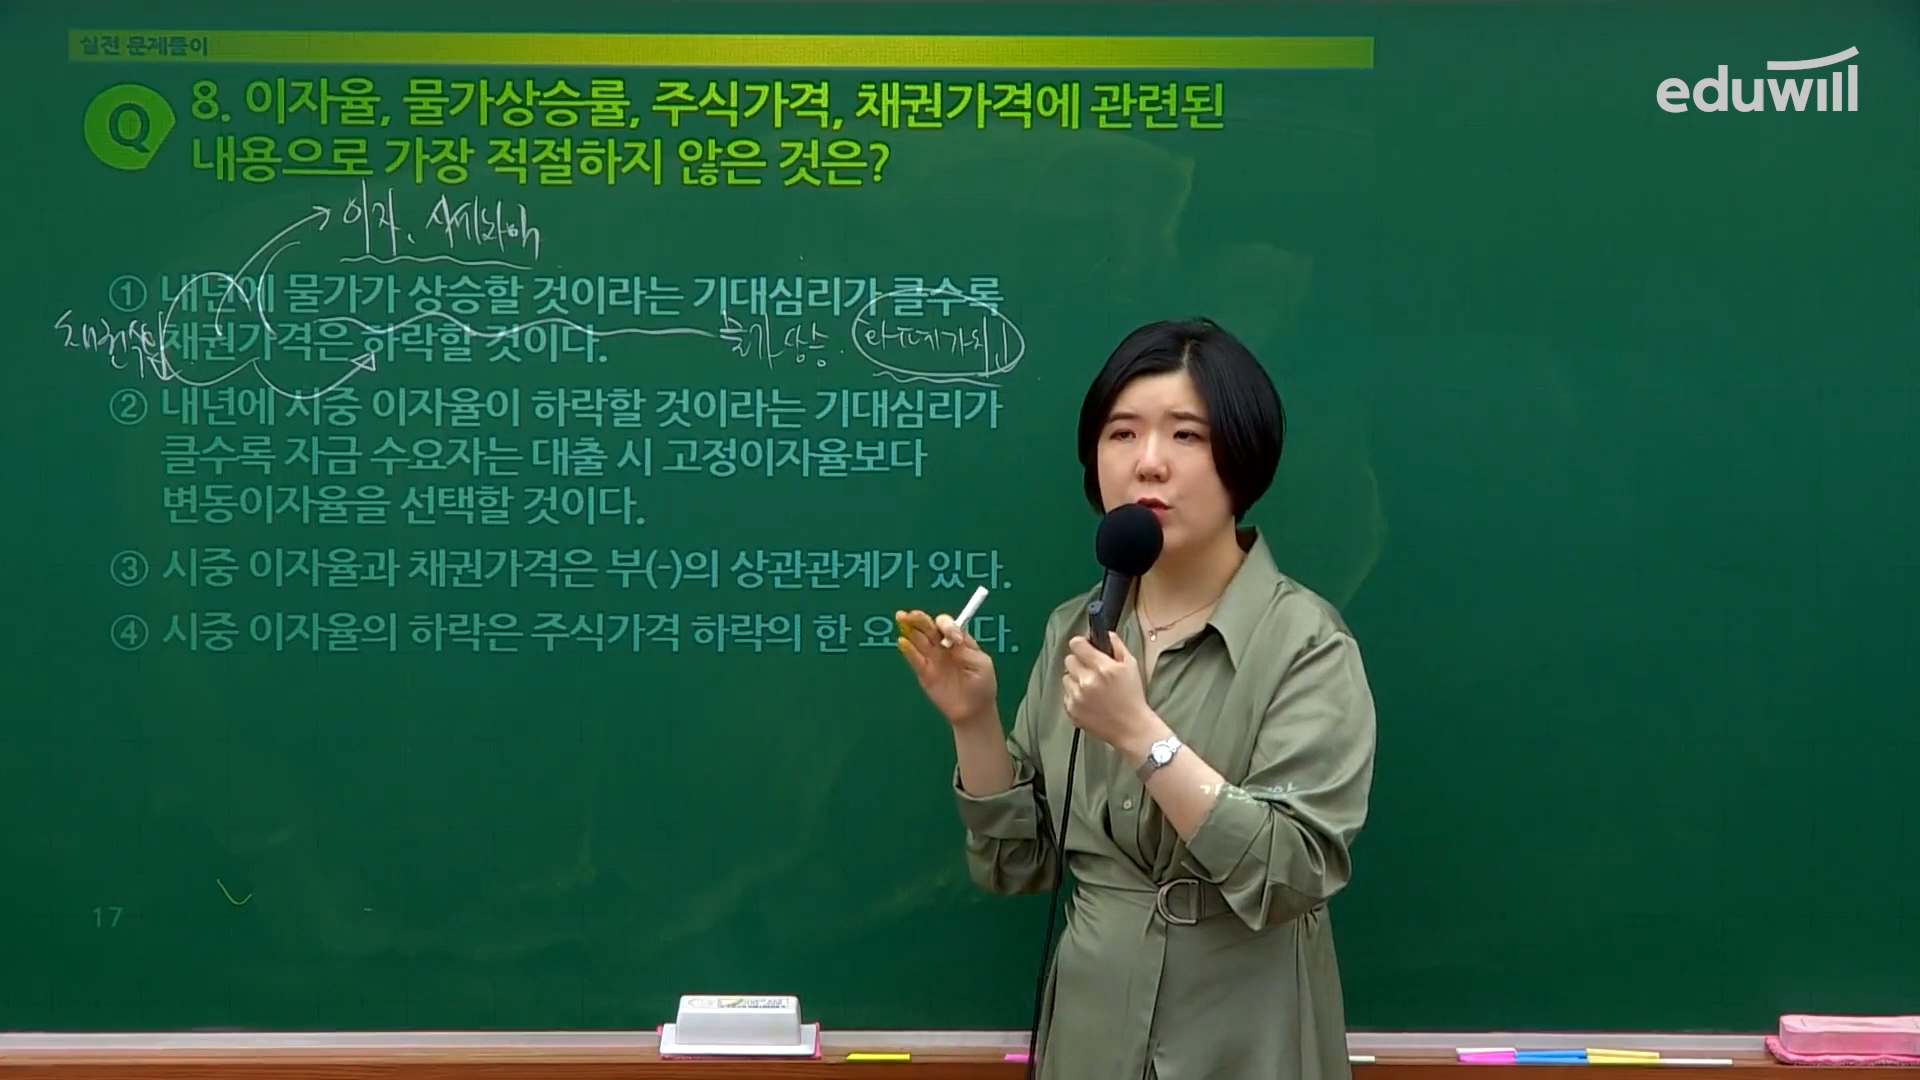 실전 문제풀이
eduwill
Q 8. 이자율, 물가상승률, 주식가격, 채권가격에 관련된
내용으로 가장 적절하지 않은 것은?
이자,
① 내년에 물가가 상승할 것이라는 기대심리가 클수록
채권가격은 하락할 것이다.
물가 상승. 화폐가치↓
② 내년에 시중 이자율이 하락할 것이라는 기대심리가
클수록 자금 수요자는 대출 시 고정이자율보다
변동이자율을 선택할 것이다.
③ 시중 이자율과 채권가격은 부(-)의 상관관계가 있다.
④ 시중 이자율의 하락은 주식가격 하락의 한
17